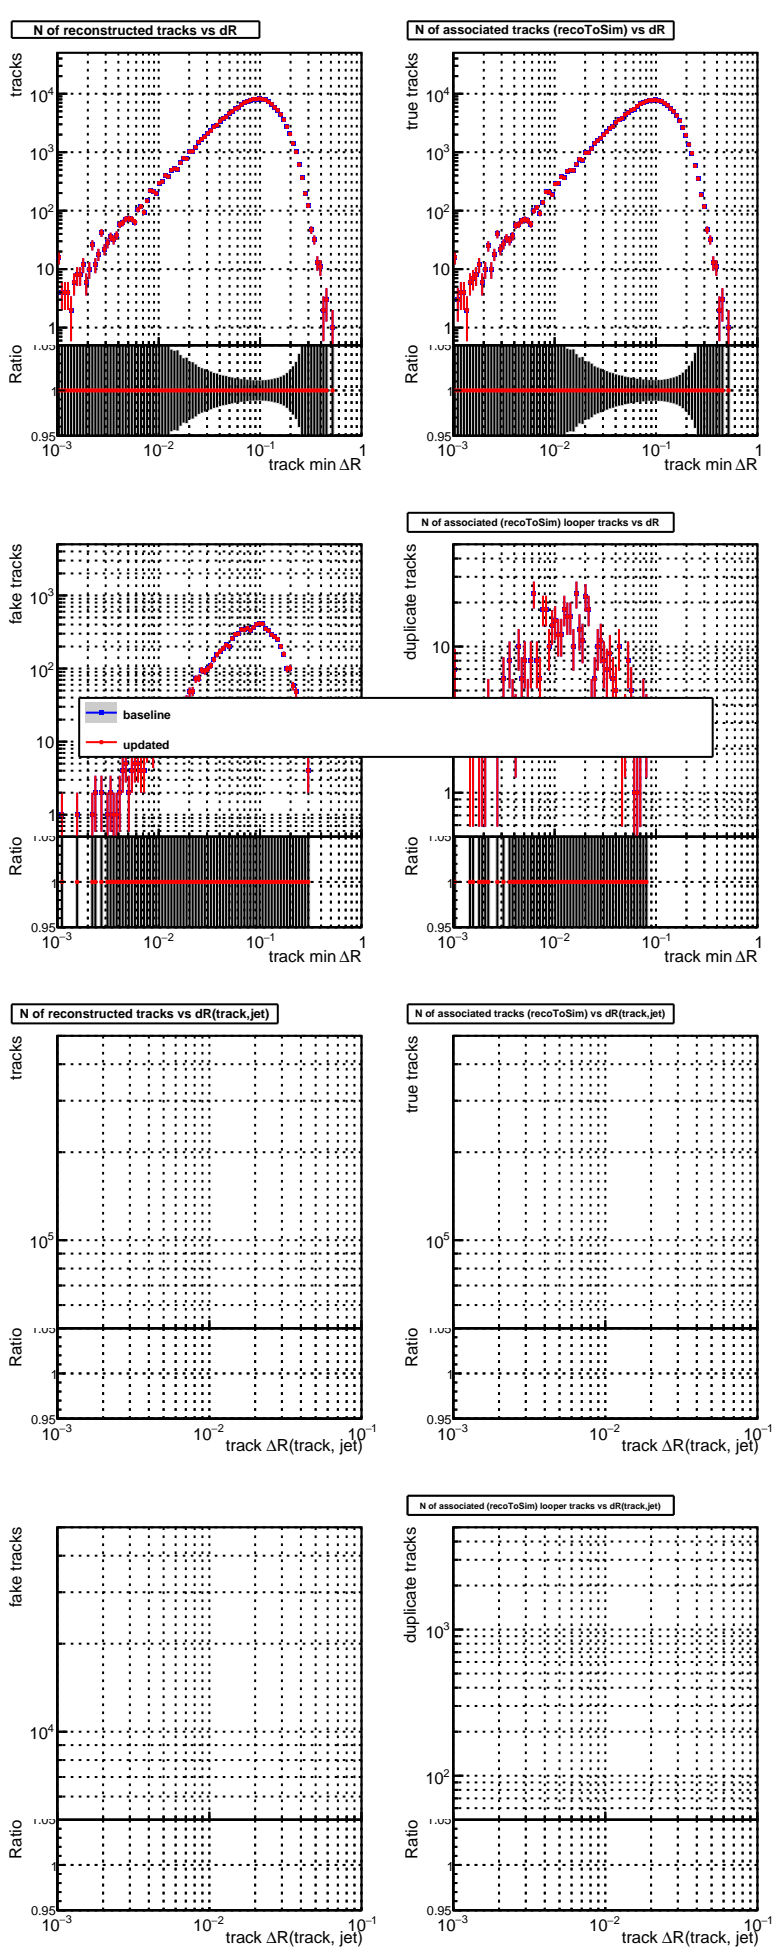 N of reconstructed tracks vs dR
tracks
10⁴
10³
10²
10
1
Ratio
1.05
1
0.95
10⁻³
10⁻²
10⁻¹
1
track min ΔR
N of associated tracks (recoToSim) vs dR
true tracks
10⁴
10³
10²
10
1
Ratio
1.05
1
0.95
10⁻³
10⁻²
10⁻¹
1
track min ΔR
fake tracks
10³
10²
10
1
Ratio
1.05
1
0.95
10⁻³
10⁻²
10⁻¹
1
track min ΔR
N of associated (recoToSim) looper tracks vs dR
duplicate tracks
10
1
Ratio
1.05
1
0.95
10⁻³
10⁻²
10⁻¹
1
track min ΔR
baseline
updated
N of reconstructed tracks vs dR(track,jet)
tracks
10⁵
Ratio
1.05
1
0.95
10⁻³
10⁻²
10⁻¹
track ΔR(track, jet)
N of associated tracks (recoToSim) vs dR(track,jet)
true tracks
10⁵
Ratio
1.05
1
0.95
10⁻³
10⁻²
10⁻¹
track ΔR(track, jet)
fake tracks
10⁴
Ratio
1.05
1
0.95
10⁻³
10⁻²
10⁻¹
track ΔR(track, jet)
N of associated (recoToSim) looper tracks vs dR(track,jet)
duplicate tracks
10³
10²
Ratio
1.05
1
0.95
10⁻³
10⁻²
10⁻¹
track ΔR(track, jet)